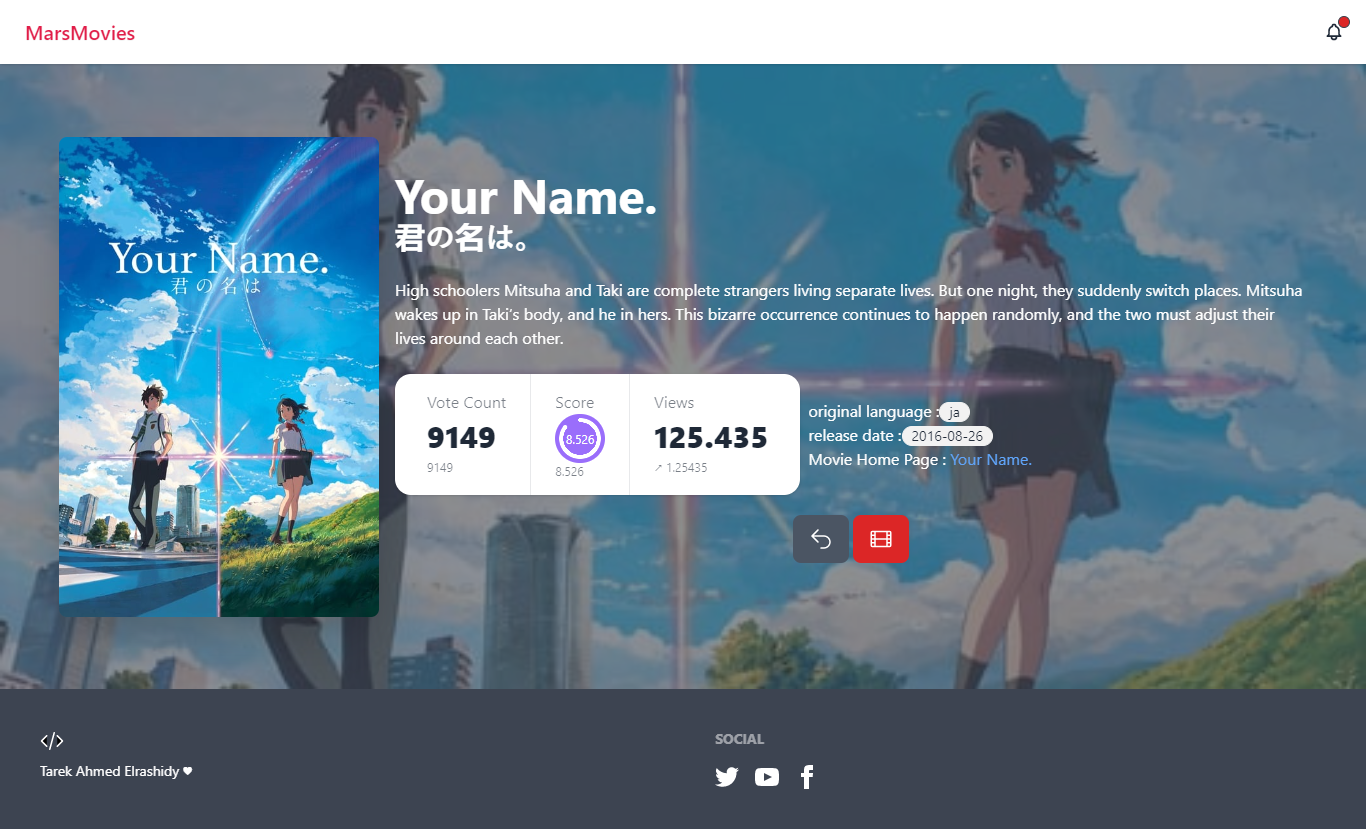 MarsMovies
Your Name.
君の名は
Your Name.
君の名は。
High schoolers Mitsuha and Taki are complete strangers living separate lives. But one night, they suddenly switch places. Mitsuha
wakes up in Taki's body, and he in hers. This bizarre occurrence continues to happen randomly, and the two must adjust their
lives around each other.
Vote Count
9149
9149
Score
8.526
8.526
Views
125.435
↗ 1.25435
original language : ja
release date : 2016-08-26
Movie Home Page : Your Name.
Tarek Ahmed Elrashidy ♥
SOCIAL